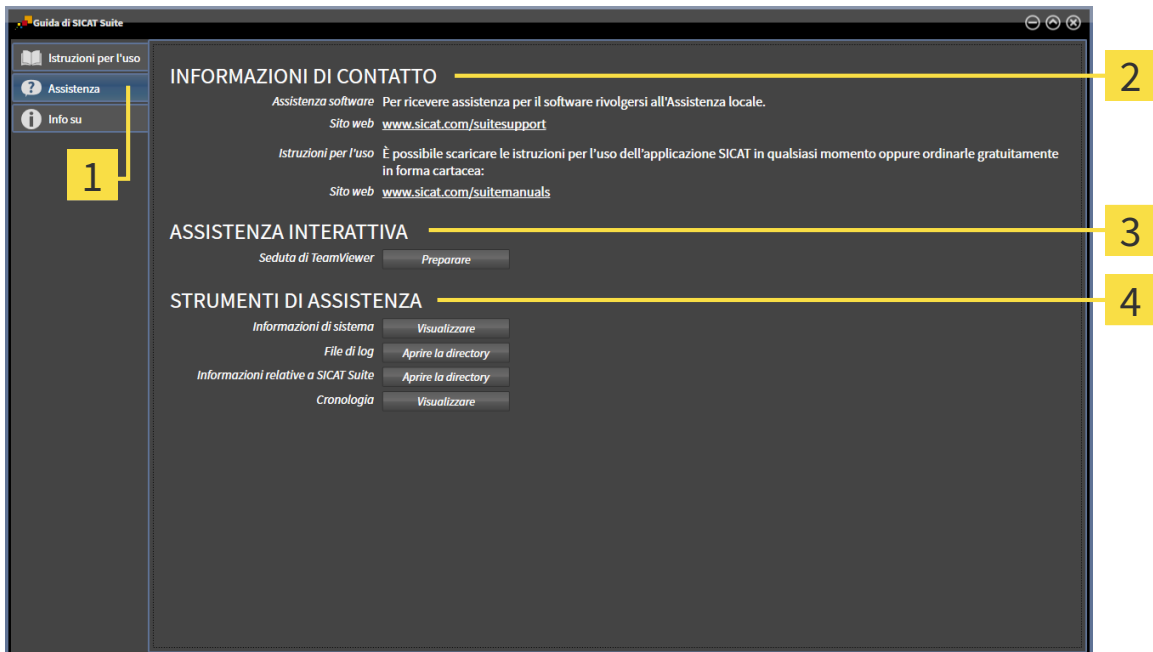 Guida di SICAT Suite
Istruzioni per l'uso
Assistenza
Info su
1
INFORMAZIONI DI CONTATTO
2
Assistenza software Per ricevere assistenza per il software rivolgersi all'Assistenza locale.
Sito web www.sicat.com/suitesupport
Istruzioni per l'uso È possibile scaricare le istruzioni per l'uso dell'applicazione SICAT in qualsiasi momento oppure ordinarle gratuitamente
in forma cartacea:
Sito web www.sicat.com/suitemanuals
ASSISTENZA INTERATTIVA
3
Seduta di TeamViewer Preparare
STRUMENTI DI ASSISTENZA
4
Informazioni di sistema Visualizzare
File di log Aprire la directory
Informazioni relative a SICAT Suite Aprire la directory
Cronologia Visualizzare